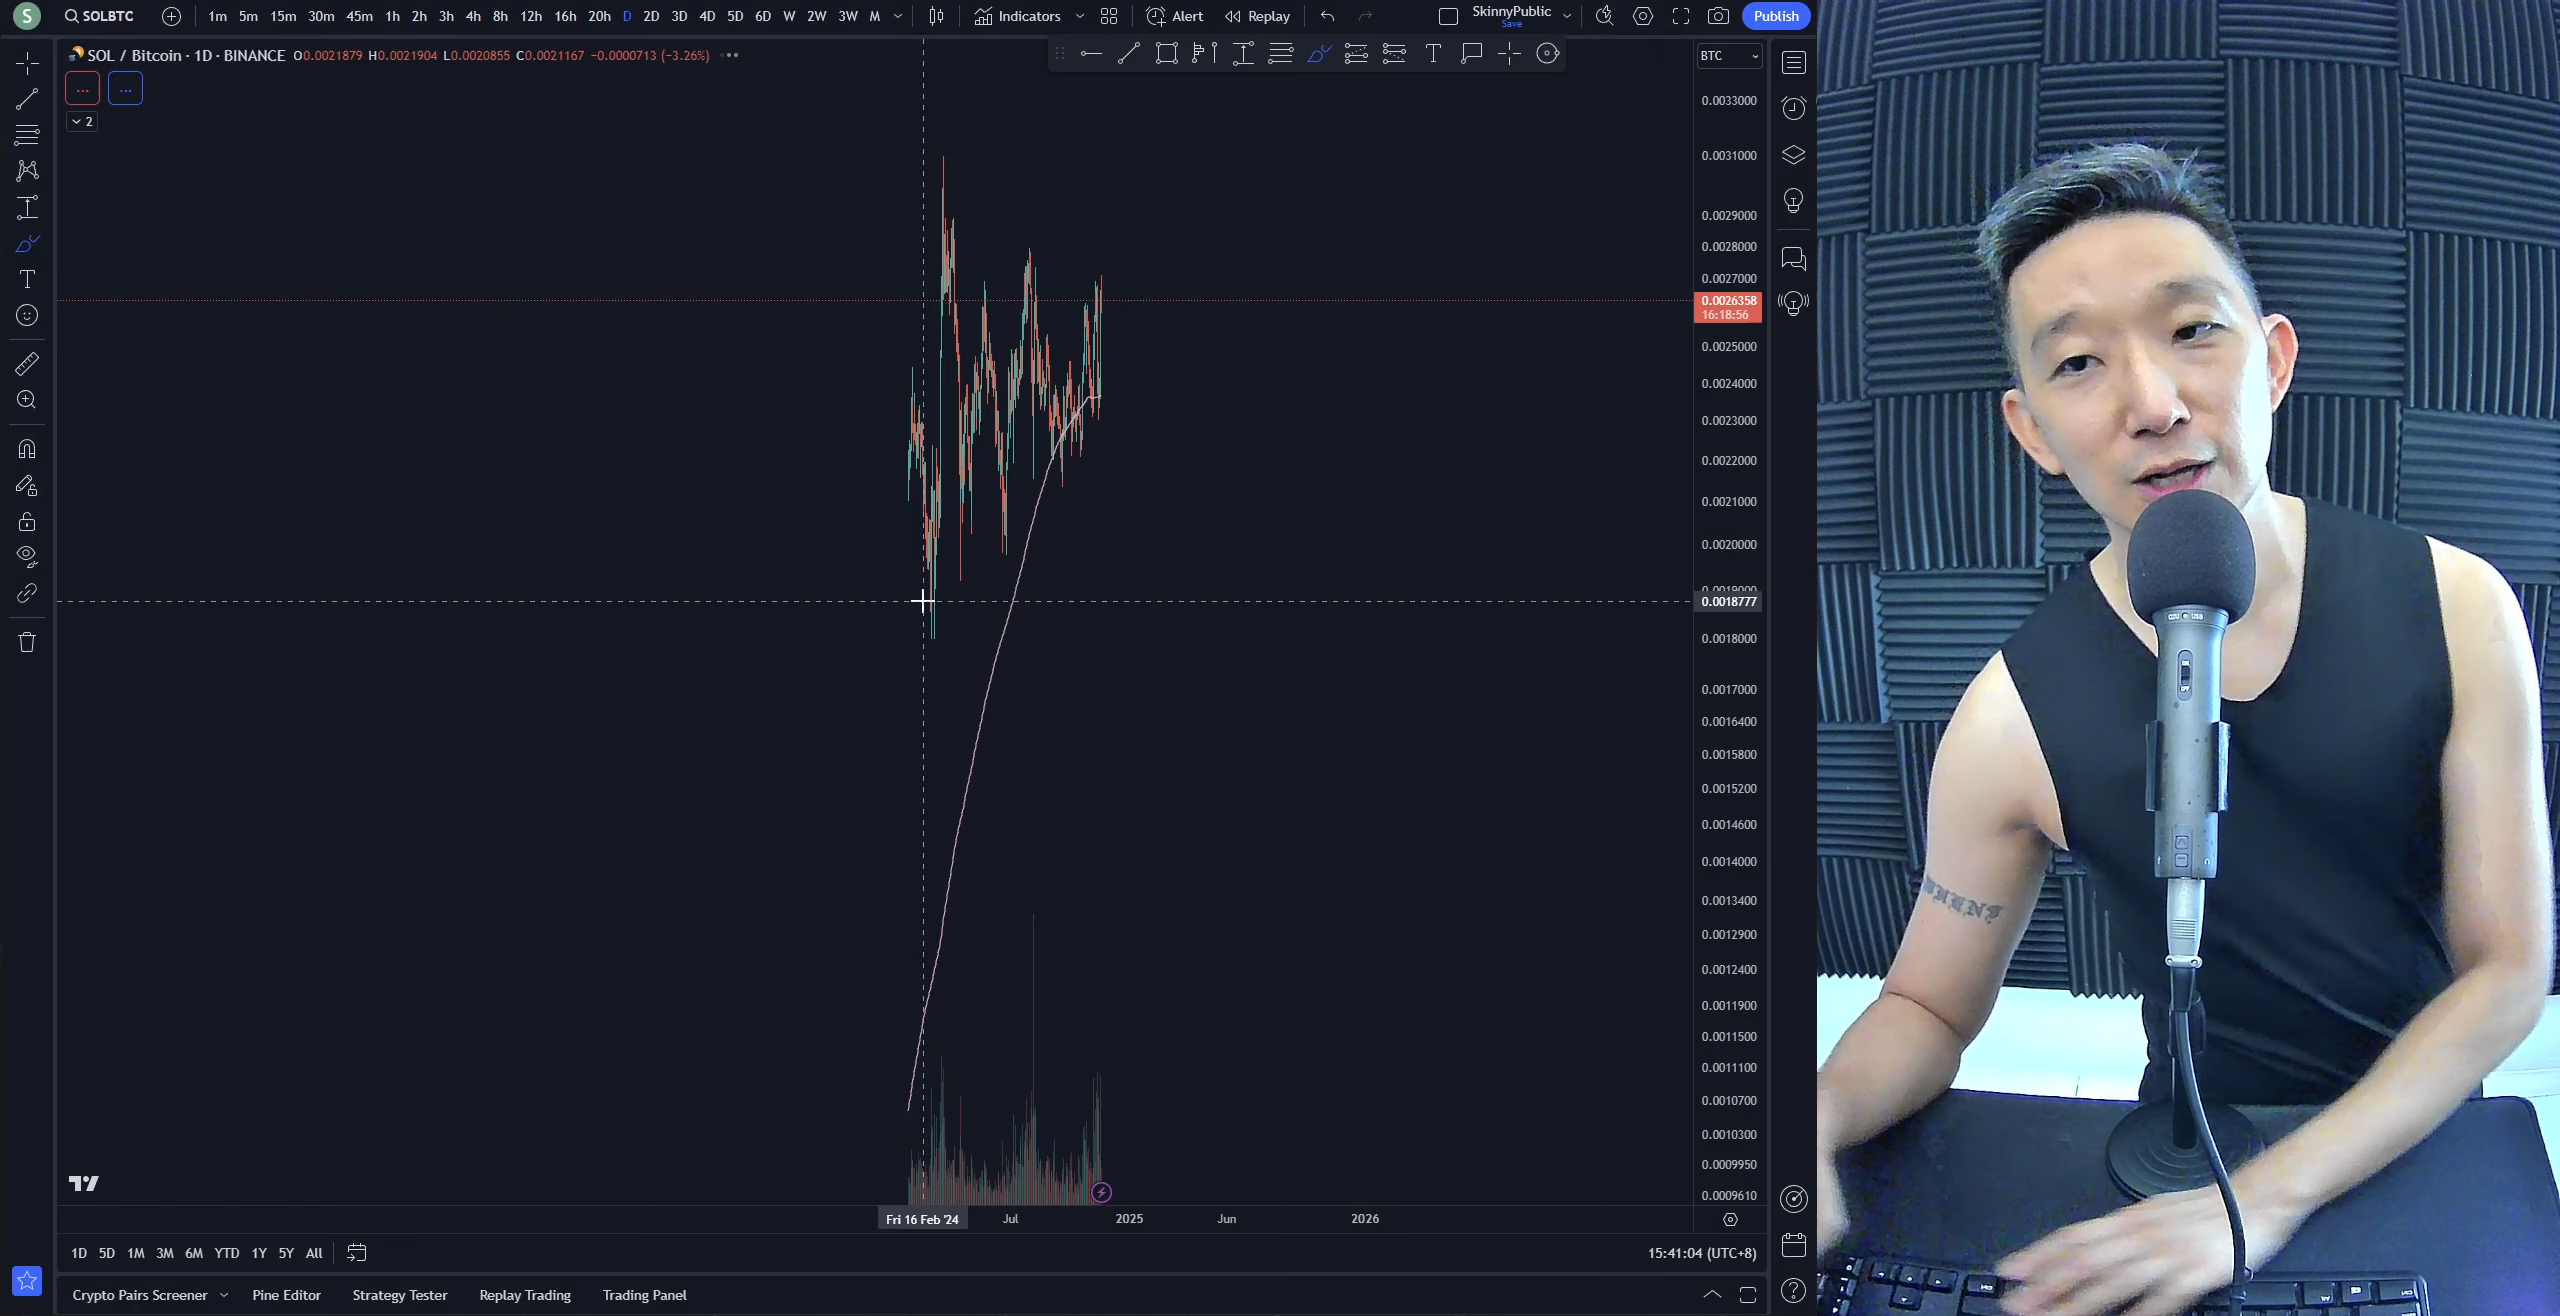 S
SOLBTC
1m 5m 15m 30m 45m 1h 2h 3h 4h 8h 12h 16h 20h D 2D 3D 4D 5D 6D W 2W 3W M
Indicators
Alert
Replay
SkinnyPublic
Save
Publish
SOL / Bitcoin · 1D · BINANCE O0.0021879 H0.0021904 L0.0020855 C0.0021167 −0.0000713 (−3.26%)
BTC
2
0.0033000
0.0031000
0.0029000
0.0028000
0.0027000
0.0026358
16:18:56
0.0025000
0.0024000
0.0023000
0.0022000
0.0021000
0.0020000
0.0018777
0.0018000
0.0017000
0.0016400
0.0015800
0.0015200
0.0014600
0.0014000
0.0013400
0.0012900
0.0012400
0.0011900
0.0011500
0.0011100
0.0010700
0.0010300
0.0009950
0.0009610
Fri 16 Feb '24 Jul 2025 Jun 2026
1D 5D 1M 3M 6M YTD 1Y 5Y All
15:41:04 (UTC+8)
Crypto Pairs Screener Pine Editor Strategy Tester Replay Trading Trading Panel